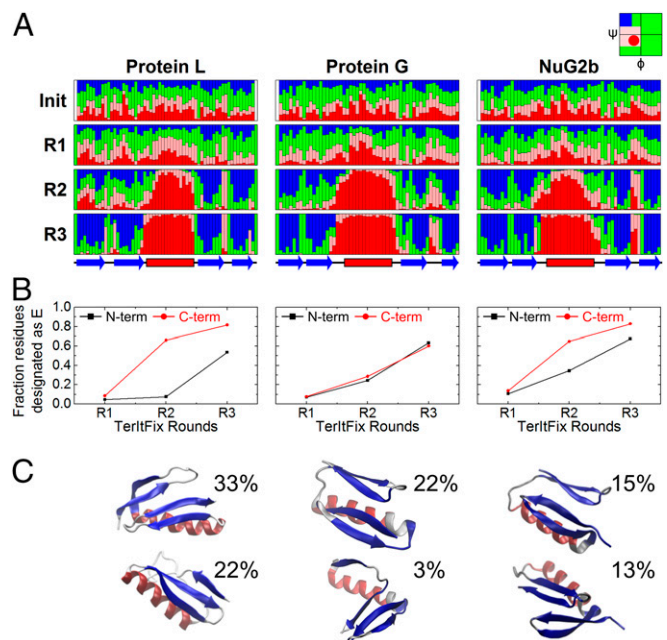 A
ψ
ϕ
Protein L Protein G NuG2b
Init
R1
R2
R3
B
Fraction residues
designated as E
1.0
0.8
0.6
0.4
0.2
0.0
N-term C-term N-term C-term N-term C-term
R1 R2 R3 R1 R2 R3 R1 R2 R3
TerItFix Rounds TerItFix Rounds TerItFix Rounds
C
33% 22% 15%
22% 3% 13%